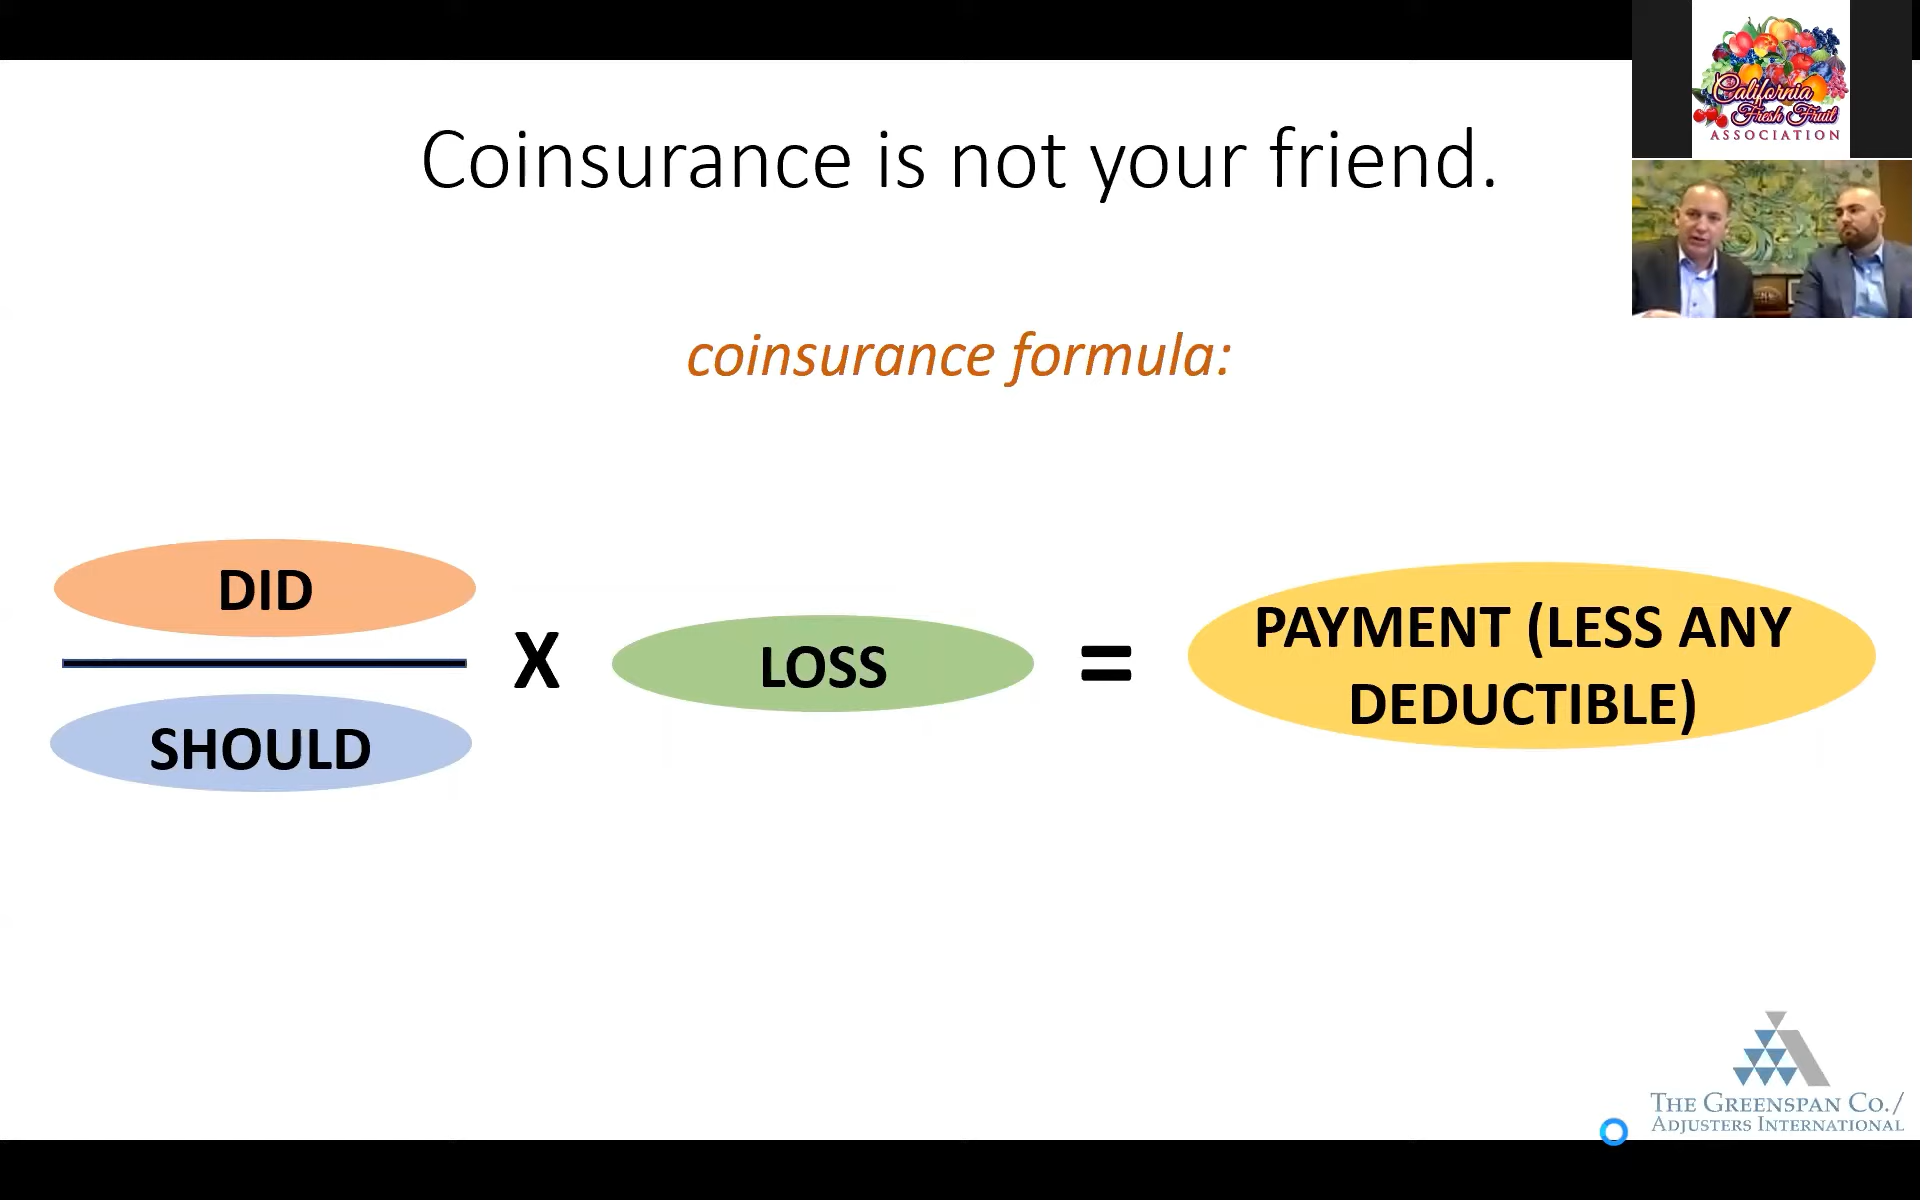 Coinsurance is not your friend.
California
Fresh Fruit
ASSOCIATION
coinsurance formula:
DID
SHOULD
X
LOSS
=
PAYMENT (LESS ANY
DEDUCTIBLE)
THE GREENSPAN CO./
ADJUSTERS INTERNATIONAL